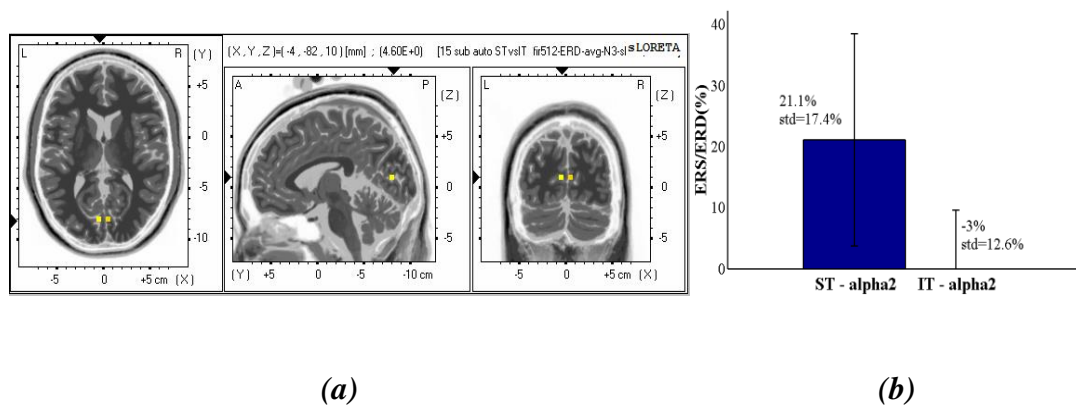 (X,Y,Z)=(-4,-82,10)[mm] ; (4.60E+0) [15 sub auto STvsIT fir512-ERD-avg-N3-sl sLORETA
L R (Y)
+5
0
-5
-10
-5 0 +5 cm (X)
A P (Z)
+5
0
-5
(Y) +5 0 -5 -10 cm
L R (Z)
+5
0
-5
-5 0 +5 cm (X)
(a)
ERS/ERD(%)
40
30
20
10
0
21.1%
std=17.4%
-3%
std=12.6%
ST - alpha2 IT - alpha2
(b)